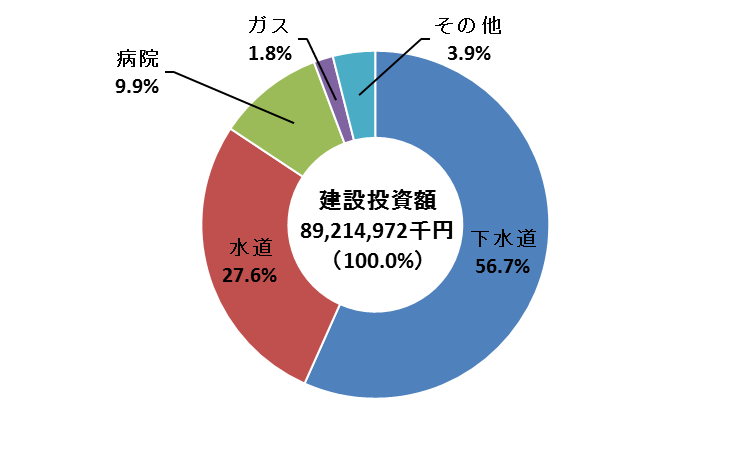 ガス
1.8%
その他
3.9%
病院
9.9%
建設投資額
89,214,972千円
（100.0%）
水道
27.6%
下水道
56.7%